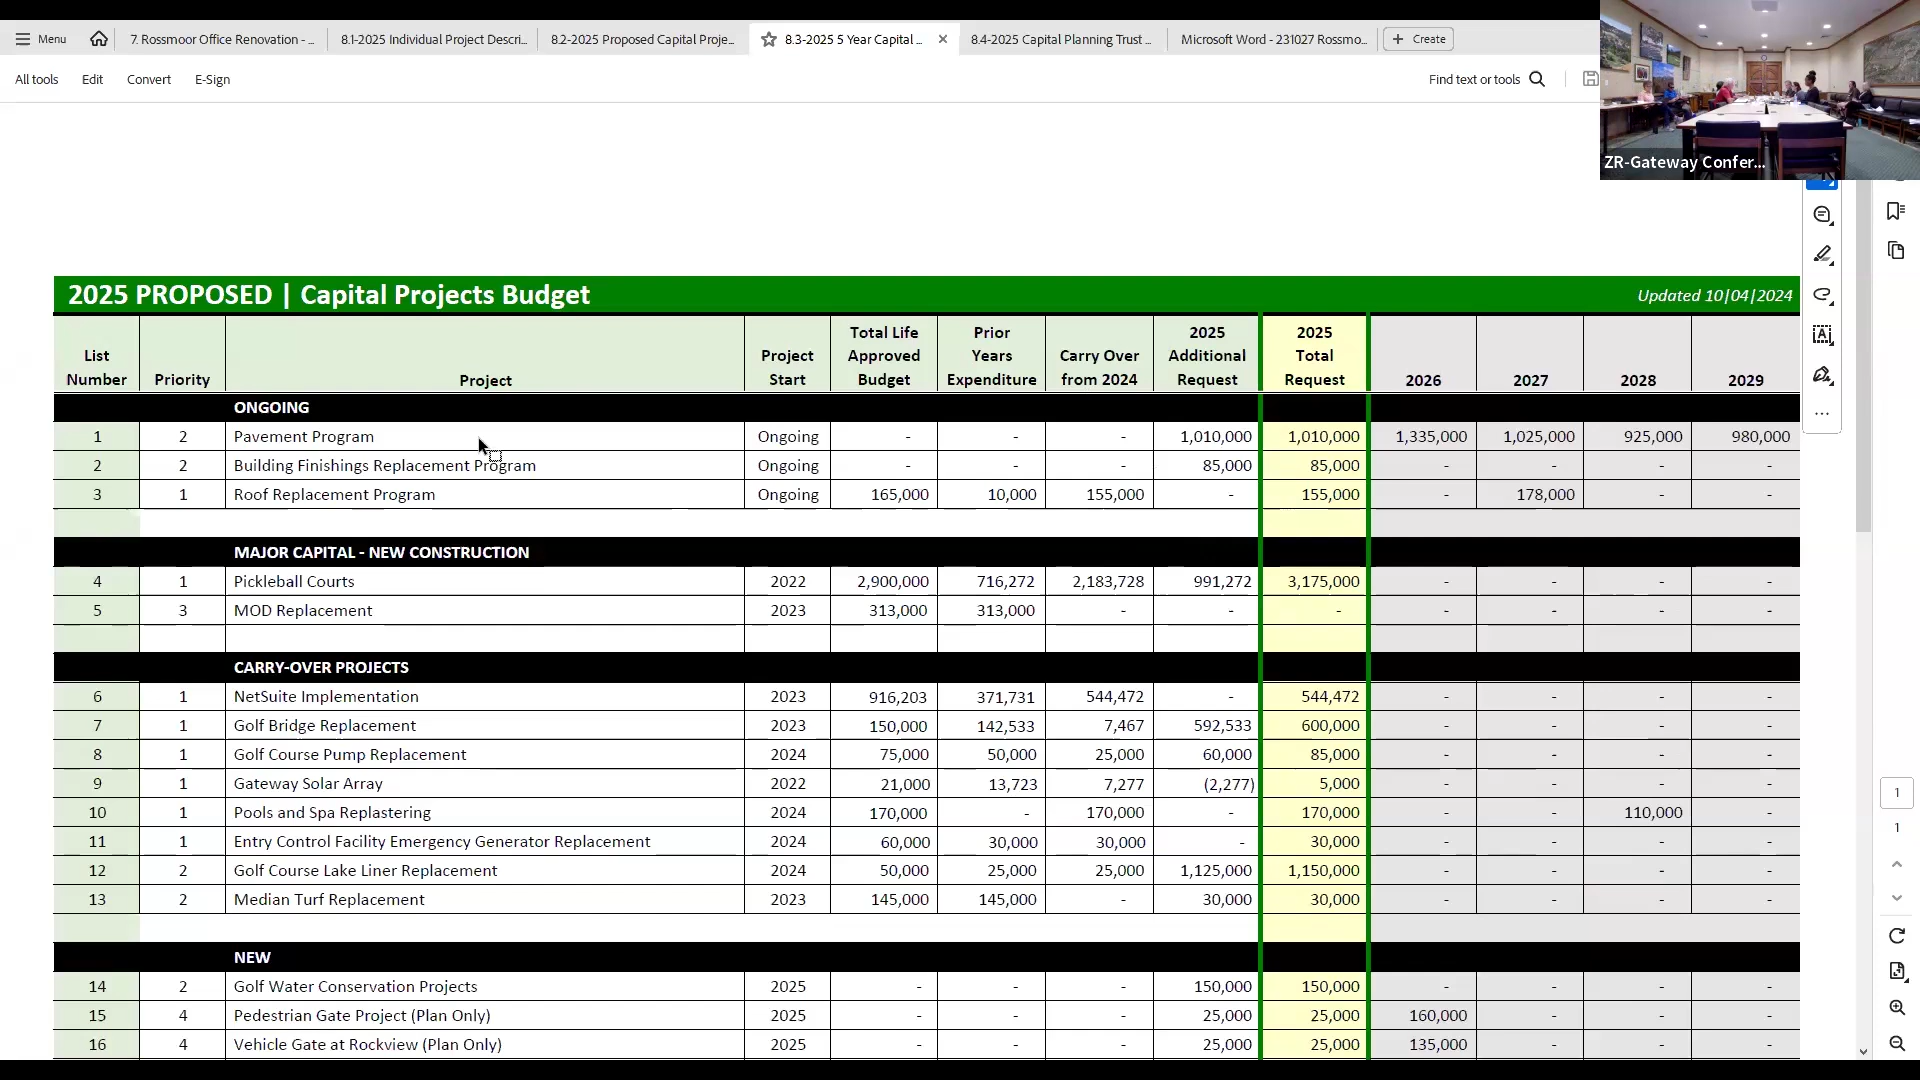 Menu
7. Rossmoor Office Renovation - ...
8.1-2025 Individual Project Descri...
8.2-2025 Proposed Capital Proje...
8.3-2025 5 Year Capital ...
8.4-2025 Capital Planning Trust ...
Microsoft Word - 231027 Rossmo...
Create
All tools Edit Convert E-Sign
Find text or tools
ZR-Gateway Confer...
2025 PROPOSED | Capital Projects Budget Updated 10|04|2024
List Number Priority Project Project Start Total Life Approved Budget Prior Years Expenditure Carry Over from 2024 2025 Additional Request 2025 Total Request 2026 2027 2028 2029
ONGOING
1 2 Pavement Program Ongoing - - - 1,010,000 1,010,000 1,335,000 1,025,000 925,000 980,000
2 2 Building Finishings Replacement Program Ongoing - - - 85,000 85,000 - - - -
3 1 Roof Replacement Program Ongoing 165,000 10,000 155,000 - 155,000 - 178,000 - -
MAJOR CAPITAL - NEW CONSTRUCTION
4 1 Pickleball Courts 2022 2,900,000 716,272 2,183,728 991,272 3,175,000 - - - -
5 3 MOD Replacement 2023 313,000 313,000 - - - - - - -
CARRY-OVER PROJECTS
6 1 NetSuite Implementation 2023 916,203 371,731 544,472 - 544,472 - - - -
7 1 Golf Bridge Replacement 2023 150,000 142,533 7,467 592,533 600,000 - - - -
8 1 Golf Course Pump Replacement 2024 75,000 50,000 25,000 60,000 85,000 - - - -
9 1 Gateway Solar Array 2022 21,000 13,723 7,277 (2,277) 5,000 - - - -
10 1 Pools and Spa Replastering 2024 170,000 - 170,000 - 170,000 - - 110,000 -
11 1 Entry Control Facility Emergency Generator Replacement 2024 60,000 30,000 30,000 - 30,000 - - - -
12 2 Golf Course Lake Liner Replacement 2024 50,000 25,000 25,000 1,125,000 1,150,000 - - - -
13 2 Median Turf Replacement 2023 145,000 145,000 - 30,000 30,000 - - - -
NEW
14 2 Golf Water Conservation Projects 2025 - - - 150,000 150,000 - - - -
15 4 Pedestrian Gate Project (Plan Only) 2025 - - - 25,000 25,000 160,000 - - -
16 4 Vehicle Gate at Rockview (Plan Only) 2025 - - - 25,000 25,000 135,000 - - -
1
1